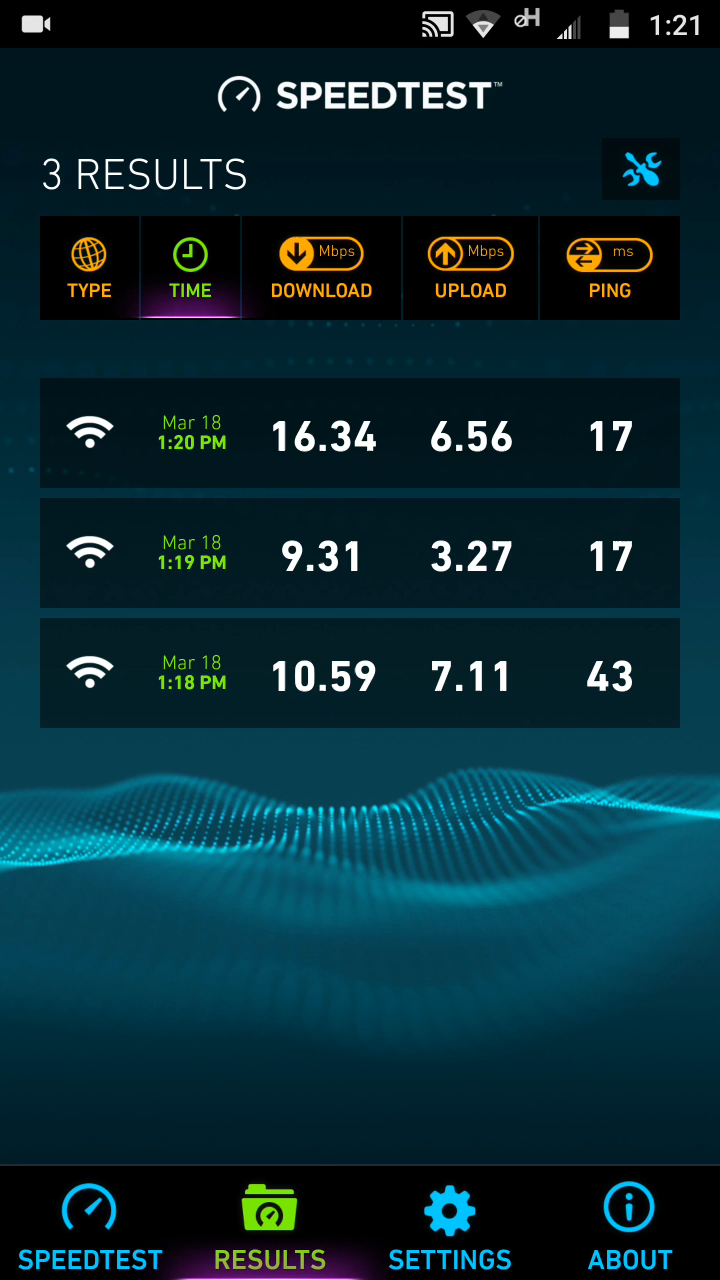 H 1:21
SPEEDTEST™
3 RESULTS
Mbps Mbps ms
TYPE TIME DOWNLOAD UPLOAD PING
Mar 18
1:20 PM 16.34 6.56 17
Mar 18
1:19 PM 9.31 3.27 17
Mar 18
1:18 PM 10.59 7.11 43
SPEEDTEST RESULTS SETTINGS ABOUT